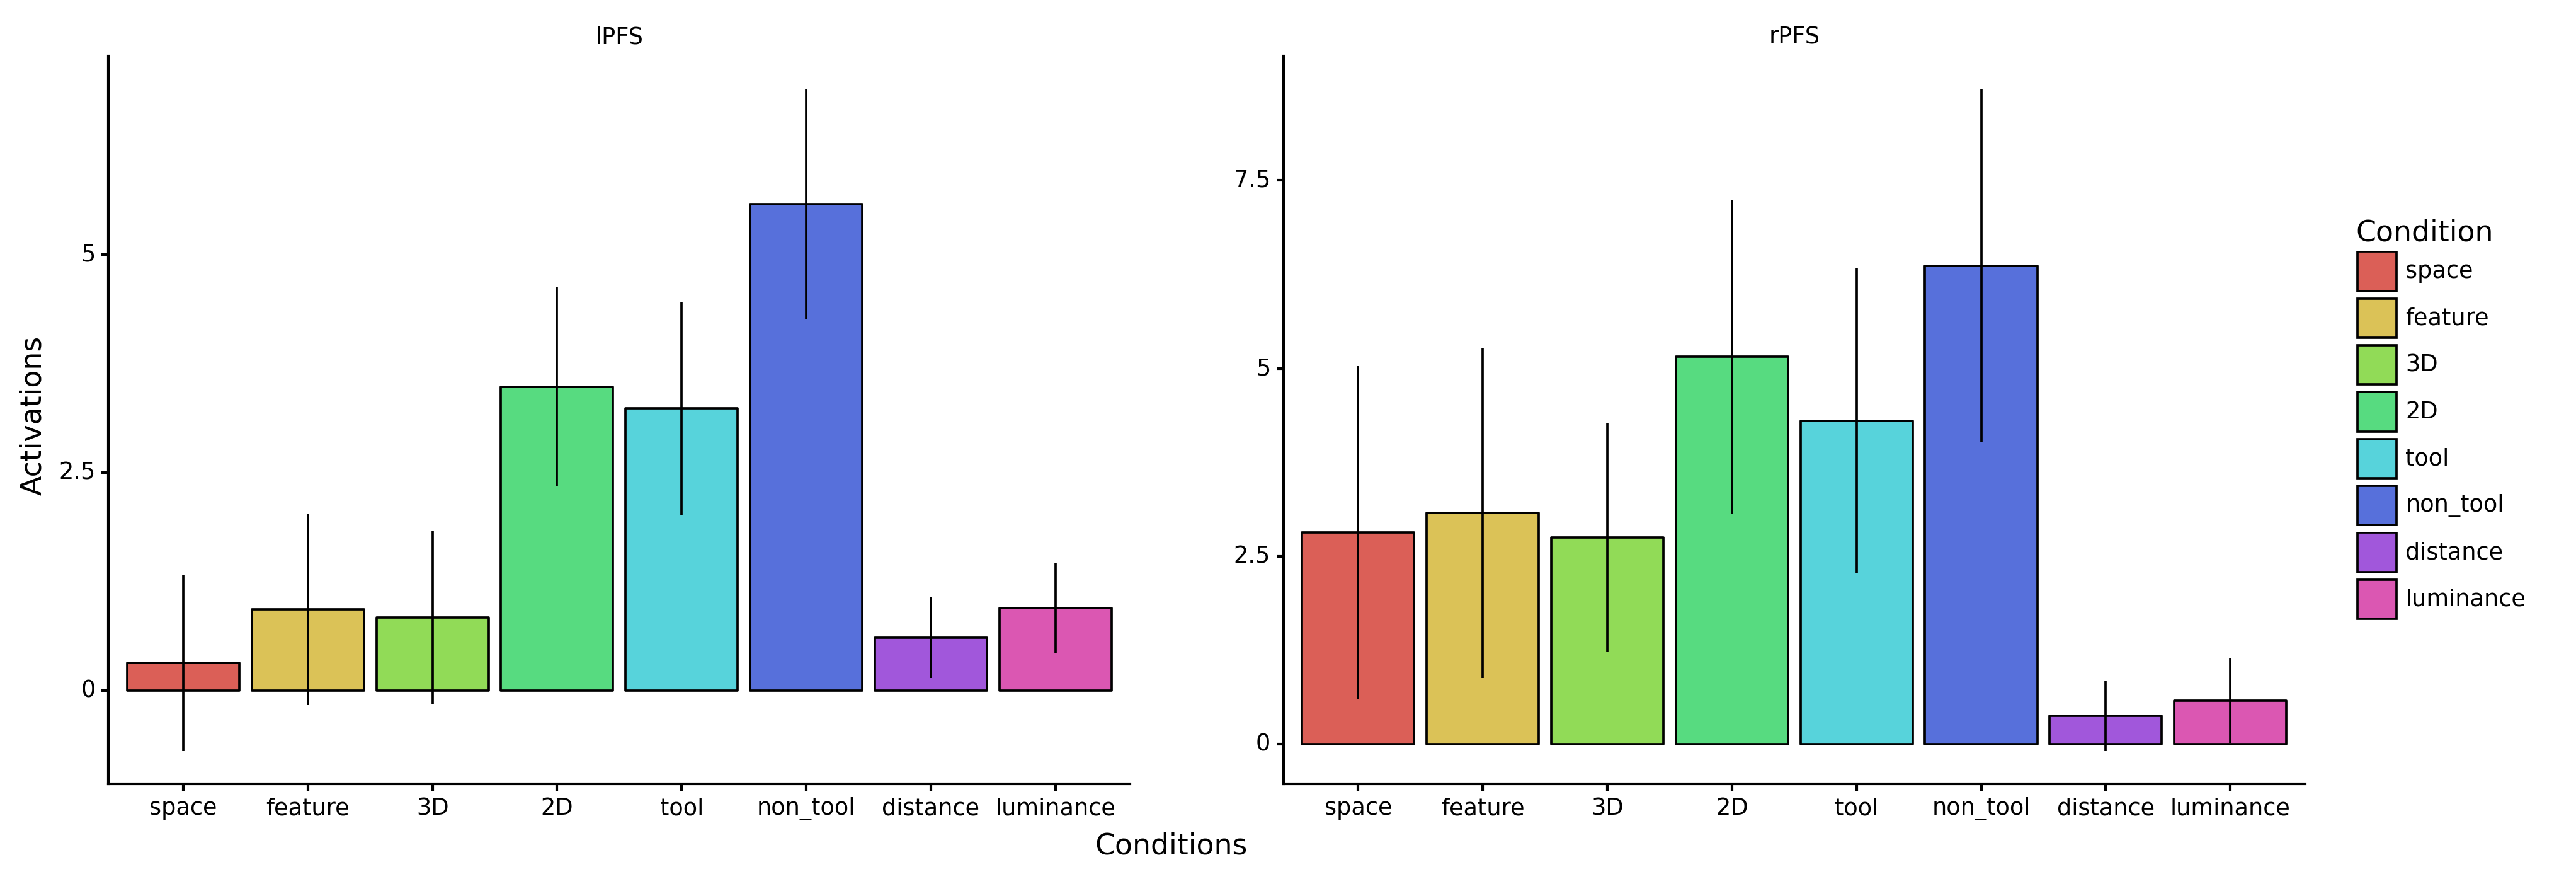 lPFS
rPFS
Activations
5
2.5
0
space feature 3D 2D tool non_tool distance luminance
7.5
5
2.5
0
space feature 3D 2D tool non_tool distance luminance
Conditions
Condition
space
feature
3D
2D
tool
non_tool
distance
luminance